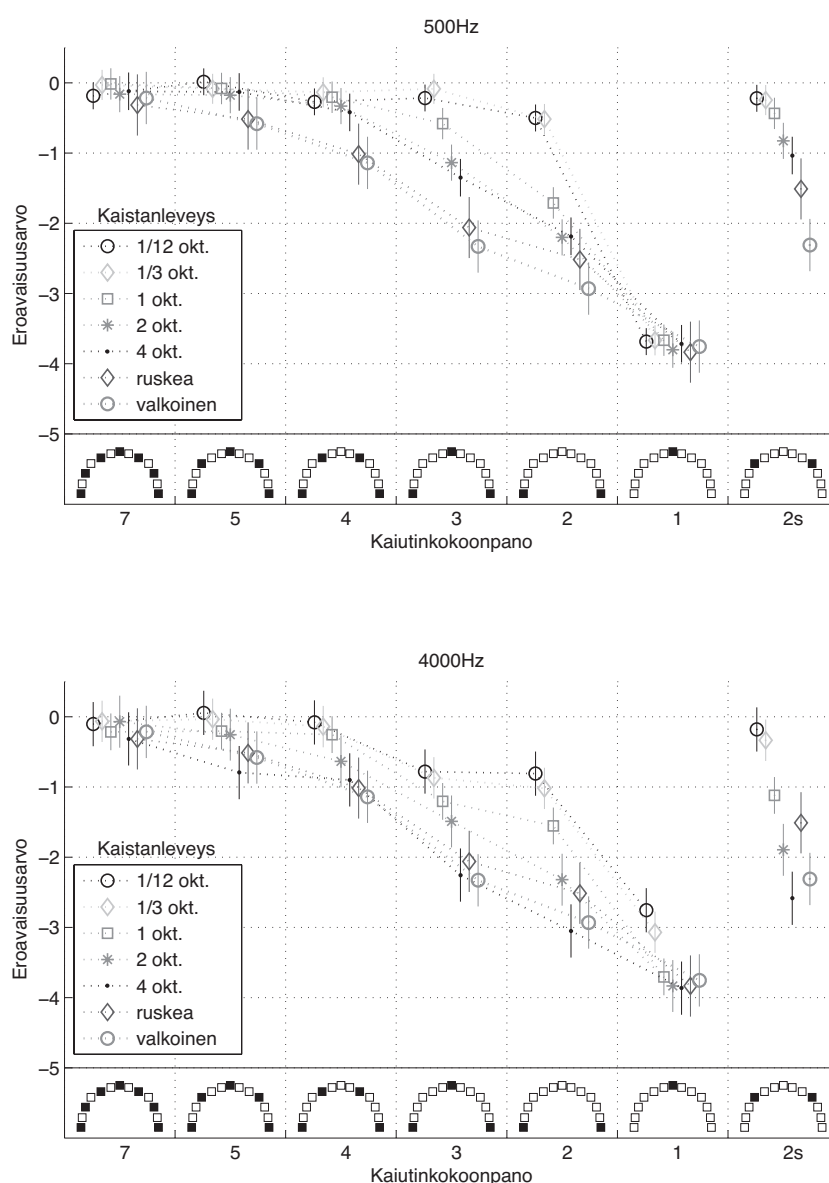 500Hz
0
−1
−2
−3
−4
−5
Eroavaisuusarvo
Kaistanleveys
1/12 okt.
1/3 okt.
1 okt.
2 okt.
4 okt.
ruskea
valkoinen
7 5 4 3 2 1 2s
Kaiutinkokoonpano
4000Hz
0
−1
−2
−3
−4
−5
Eroavaisuusarvo
Kaistanleveys
1/12 okt.
1/3 okt.
1 okt.
2 okt.
4 okt.
ruskea
valkoinen
7 5 4 3 2 1 2s
Kaiutinkokoonpano